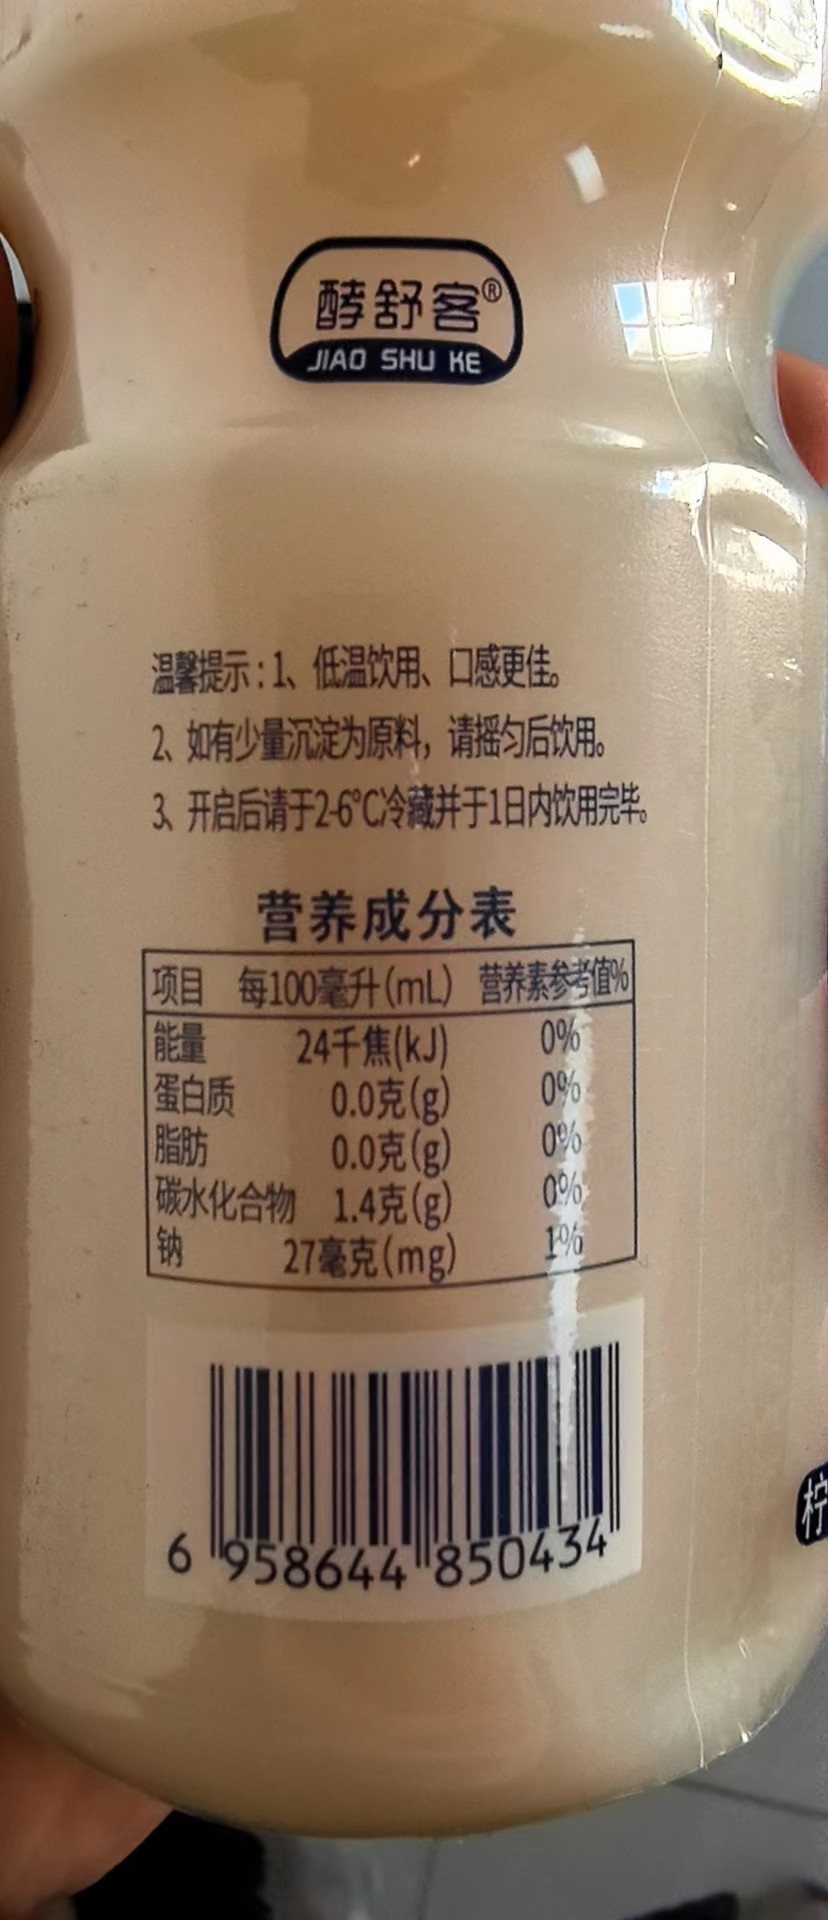 酵舒客®
JIAO SHU KE
温馨提示:1、低温饮用、口感更佳。
2、如有少量沉淀为原料，请摇匀后饮用。
3、开启后请于2-6℃冷藏并于1日内饮用完毕。
营养成分表
项目 每100毫升(mL) 营养素参考值%
能量 24千焦(kJ) 0%
蛋白质 0.0克(g) 0%
脂肪 0.0克(g) 0%
碳水化合物 1.4克(g) 0%
钠 27毫克(mg) 1%
6 958644 850434
柠